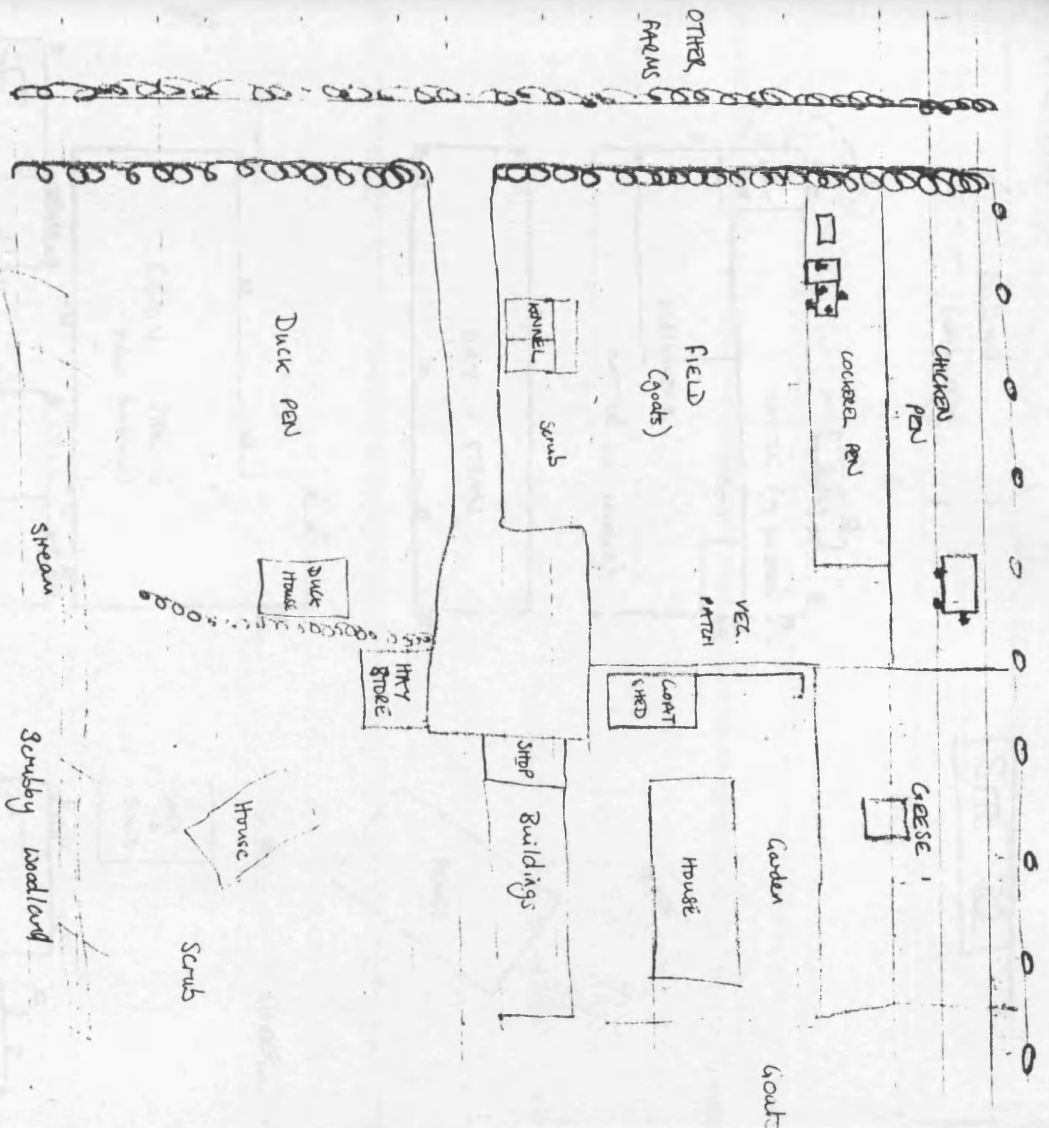 OTHER
FARMS
CHICKEN
PEN
COCKEREL PEN
FIELD
(goats)
KENNEL
Scrub
Duck PEN
DUCK
House
VEG.
PATCH
HAY
STORE
GOAT
SHED
SHOP
Buildings
House
Garden
GEESE
House
Scrub
Stream
Scrubby woodland